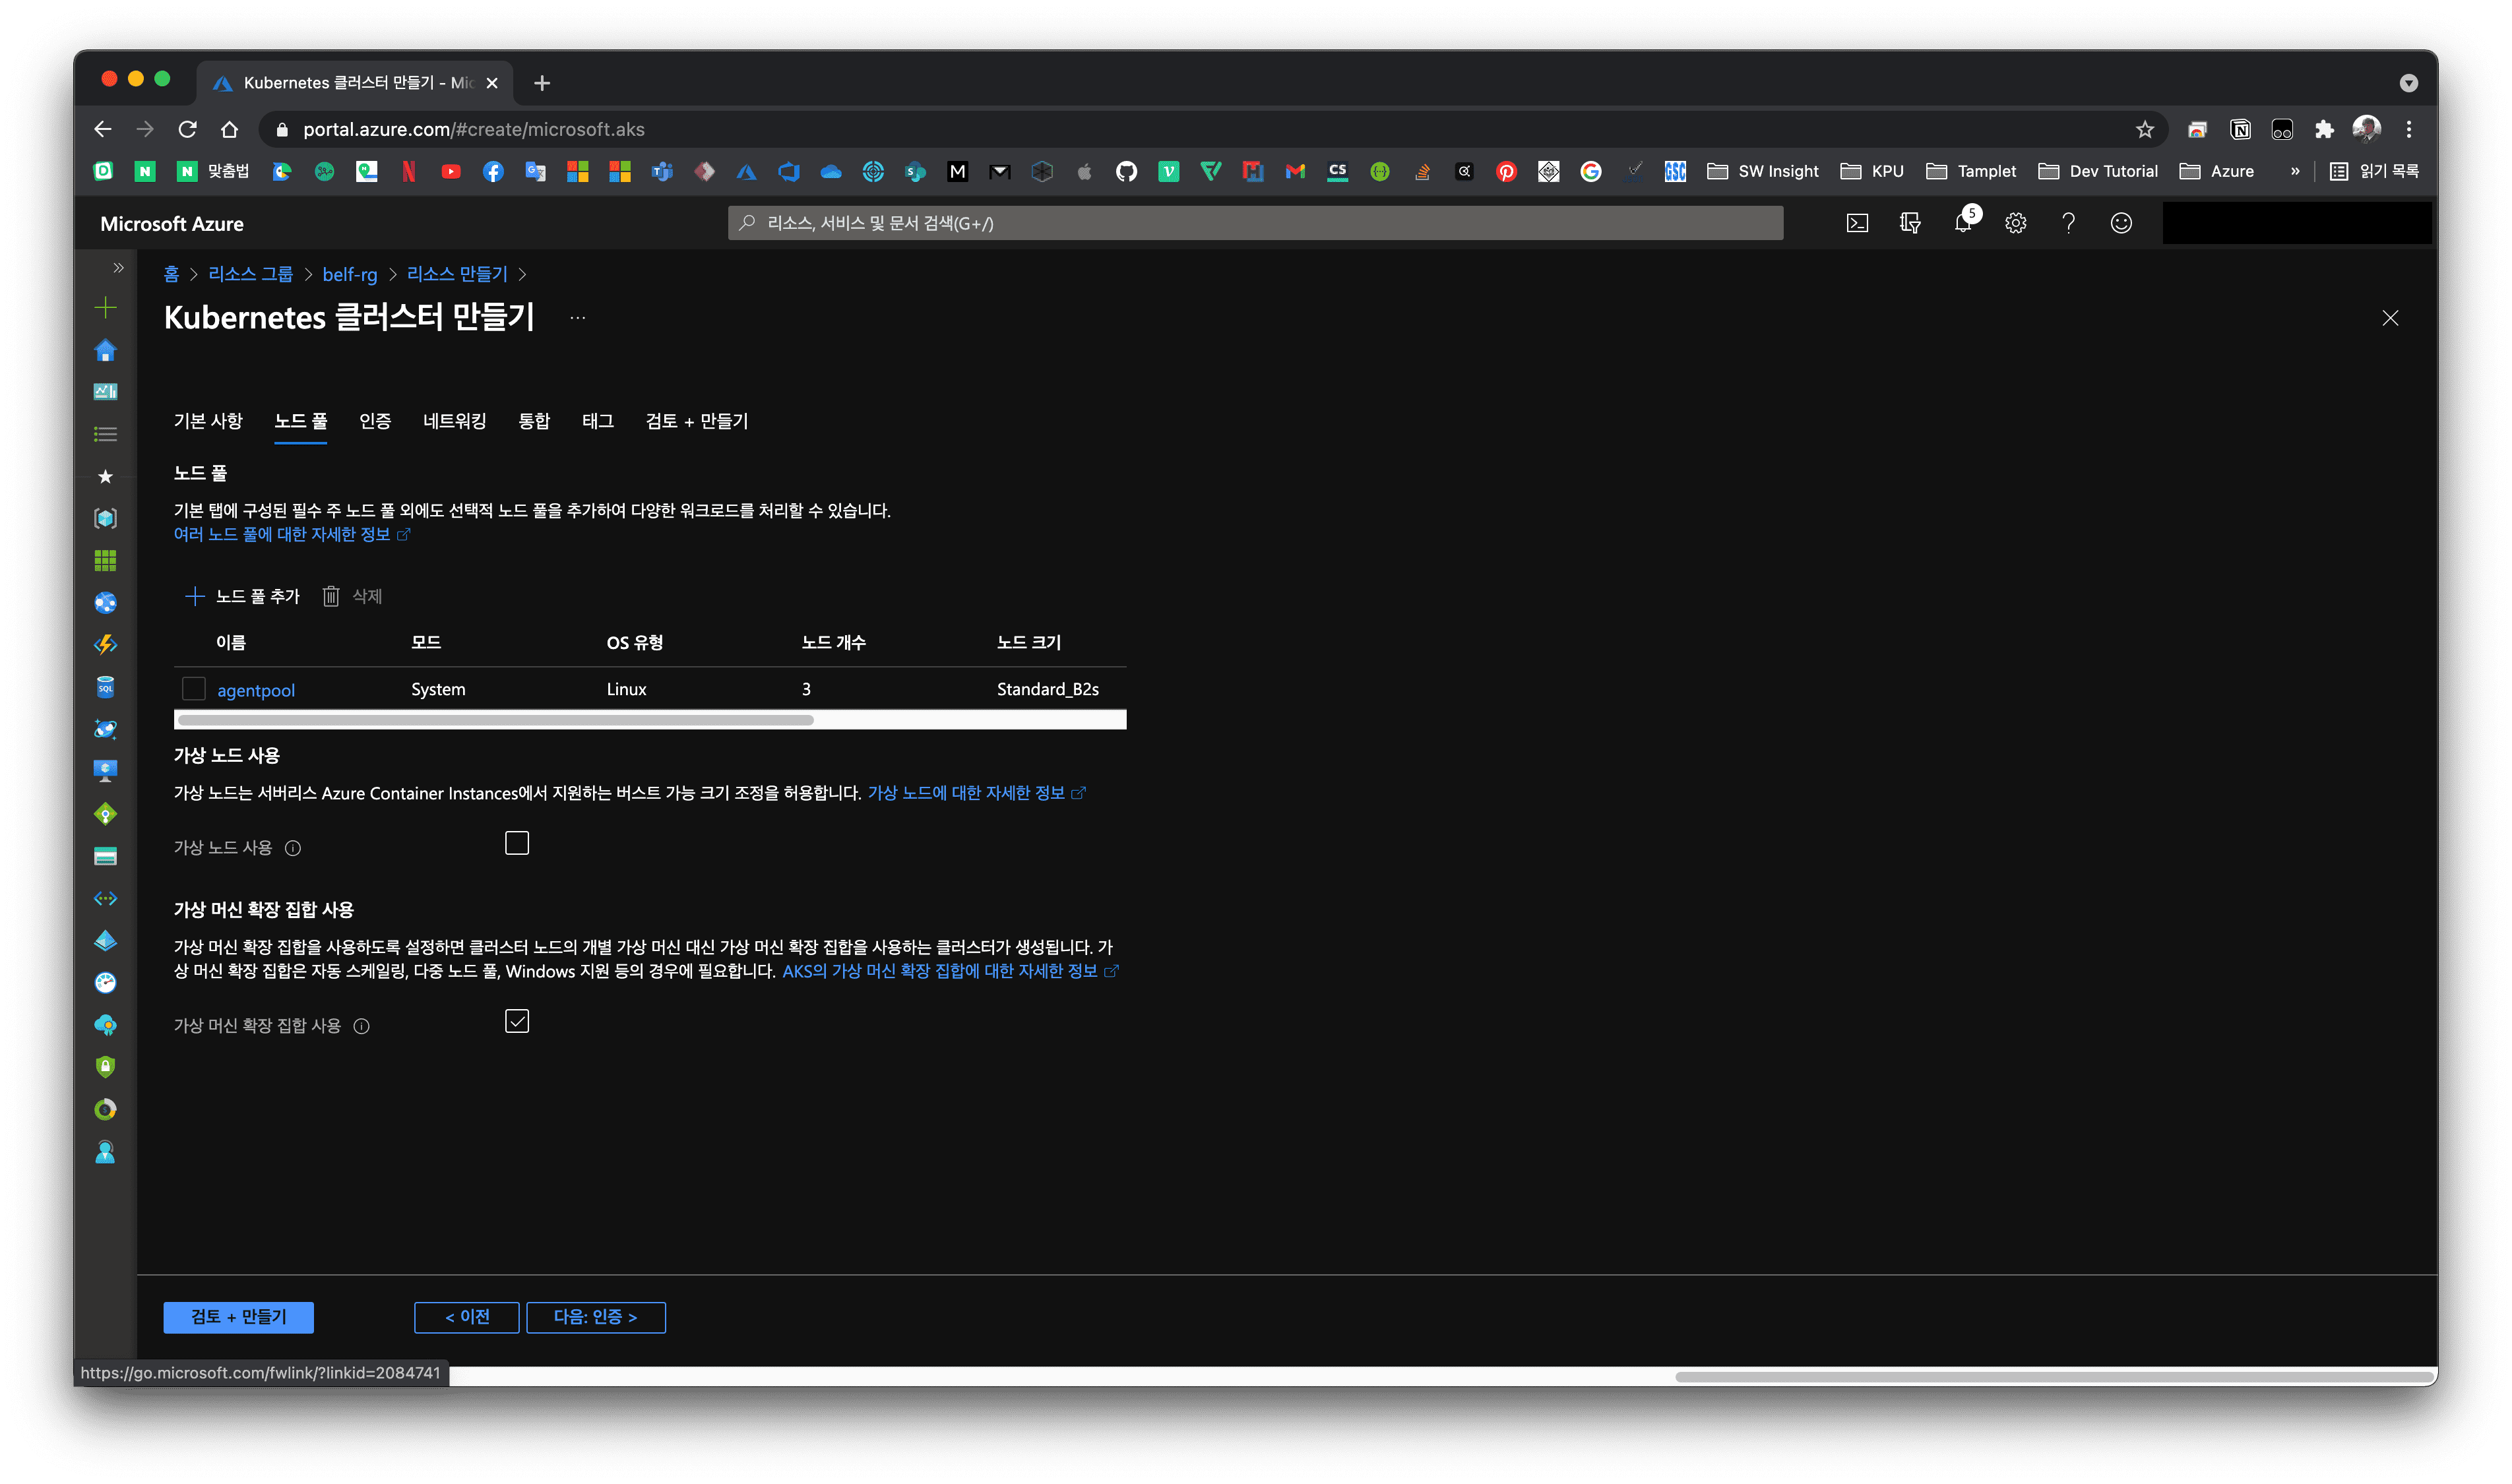 Kubernetes 클러스터 만들기 - Mic
portal.azure.com/#create/microsoft.aks
맞춤법
SW Insight
KPU
Tamplet
Dev Tutorial
Azure
»
읽기 목록
Microsoft Azure
리소스, 서비스 및 문서 검색(G+/)
5
홈 > 리소스 그룹 > belf-rg > 리소스 만들기 >
Kubernetes 클러스터 만들기 ...
기본 사항 노드 풀 인증 네트워킹 통합 태그 검토 + 만들기
노드 풀
기본 탭에 구성된 필수 주 노드 풀 외에도 선택적 노드 풀을 추가하여 다양한 워크로드를 처리할 수 있습니다.
여러 노드 풀에 대한 자세한 정보
노드 풀 추가 삭제
이름 모드 OS 유형 노드 개수 노드 크기
agentpool System Linux 3 Standard_B2s
가상 노드 사용
가상 노드는 서버리스 Azure Container Instances에서 지원하는 버스트 가능 크기 조정을 허용합니다. 가상 노드에 대한 자세한 정보
가상 노드 사용
가상 머신 확장 집합 사용
가상 머신 확장 집합을 사용하도록 설정하면 클러스터 노드의 개별 가상 머신 대신 가상 머신 확장 집합을 사용하는 클러스터가 생성됩니다. 가
상 머신 확장 집합은 자동 스케일링, 다중 노드 풀, Windows 지원 등의 경우에 필요합니다. AKS의 가상 머신 확장 집합에 대한 자세한 정보
가상 머신 확장 집합 사용
검토 + 만들기
< 이전
다음: 인증 >
https://go.microsoft.com/fwlink/?linkid=2084741